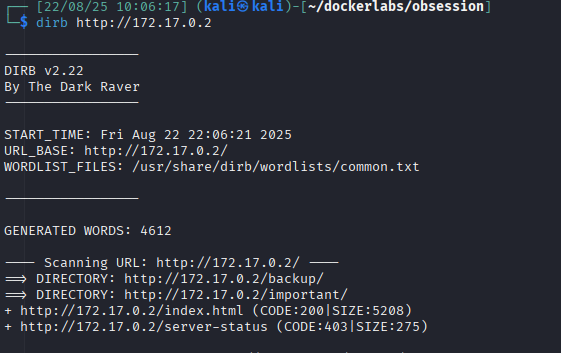 [22/08/25 10:06:17] (kali㉿kali)-[~/dockerlabs/obsession]
$ dirb http://172.17.0.2
-----------------
DIRB v2.22
By The Dark Raver
-----------------
START_TIME: Fri Aug 22 22:06:21 2025
URL_BASE: http://172.17.0.2/
WORDLIST_FILES: /usr/share/dirb/wordlists/common.txt
-----------------
GENERATED WORDS: 4612
---- Scanning URL: http://172.17.0.2/ ----
==> DIRECTORY: http://172.17.0.2/backup/
==> DIRECTORY: http://172.17.0.2/important/
+ http://172.17.0.2/index.html (CODE:200|SIZE:5208)
+ http://172.17.0.2/server-status (CODE:403|SIZE:275)